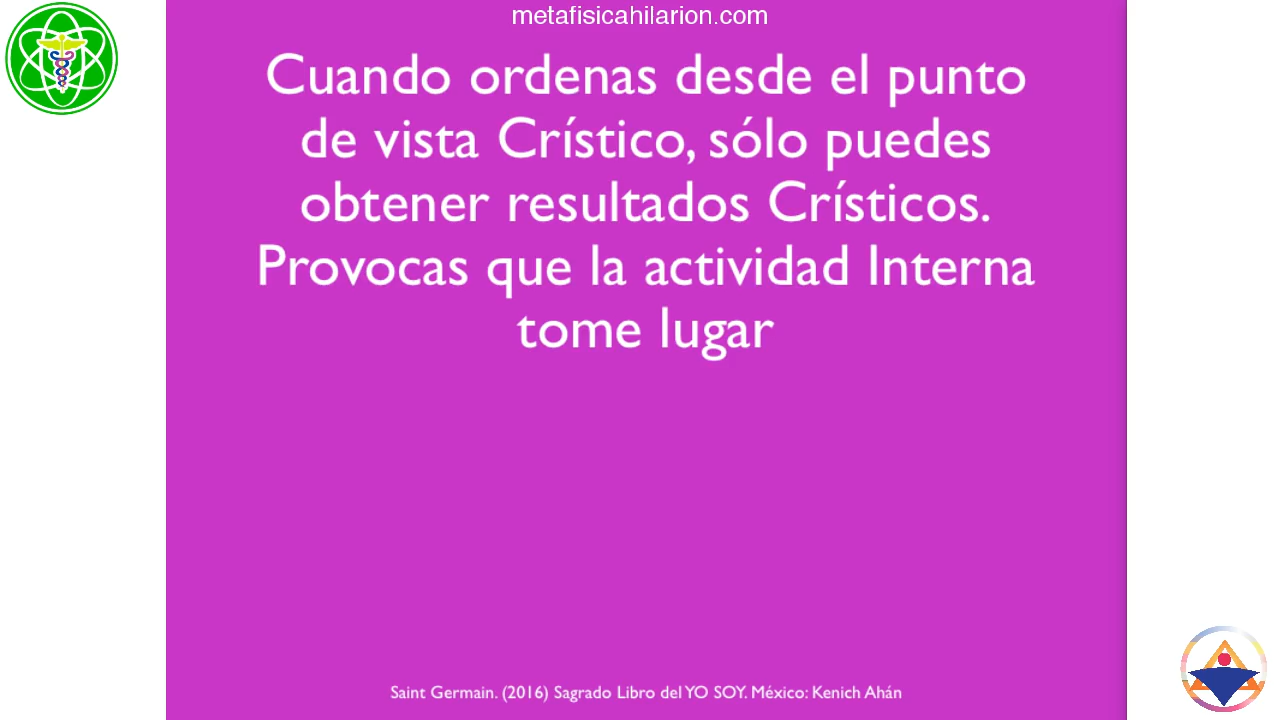 metafisicahilarion.com
Cuando ordenas desde el punto
de vista Crístico, sólo puedes
obtener resultados Crísticos.
Provocas que la actividad Interna
tome lugar
Saint Germain. (2016) Sagrado Libro del YO SOY. México: Kenich Ahán